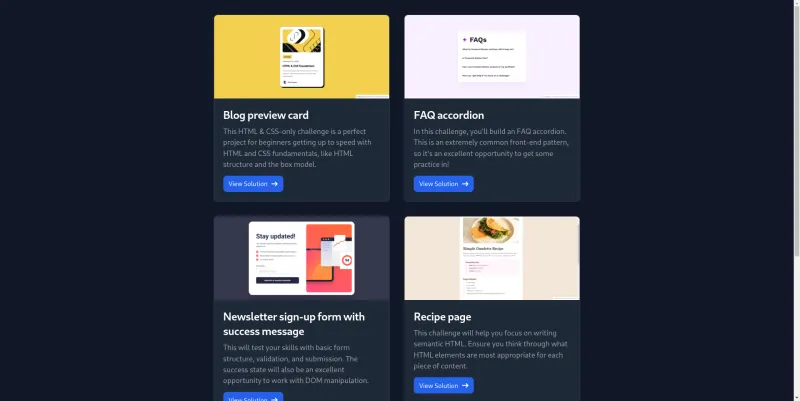 FAQs
Blog preview card
This HTML & CSS-only challenge is a perfect
project for beginners getting up to speed with
HTML and CSS fundamentals, like HTML
structure and the box model.
View Solution
FAQ accordion
In this challenge, you'll build an FAQ accordion.
This is an extremely common front-end pattern,
so it's an excellent opportunity to get some
practice in!
View Solution
Stay updated!
Simple Omelette Recipe
Newsletter sign-up form with
success message
This will test your skills with basic form
structure, validation, and submission. The
success state will also be an excellent
opportunity to work with DOM manipulation.
View Solution
Recipe page
This challenge will help you focus on writing
semantic HTML. Ensure you think through what
HTML elements are most appropriate for each
piece of content.
View Solution